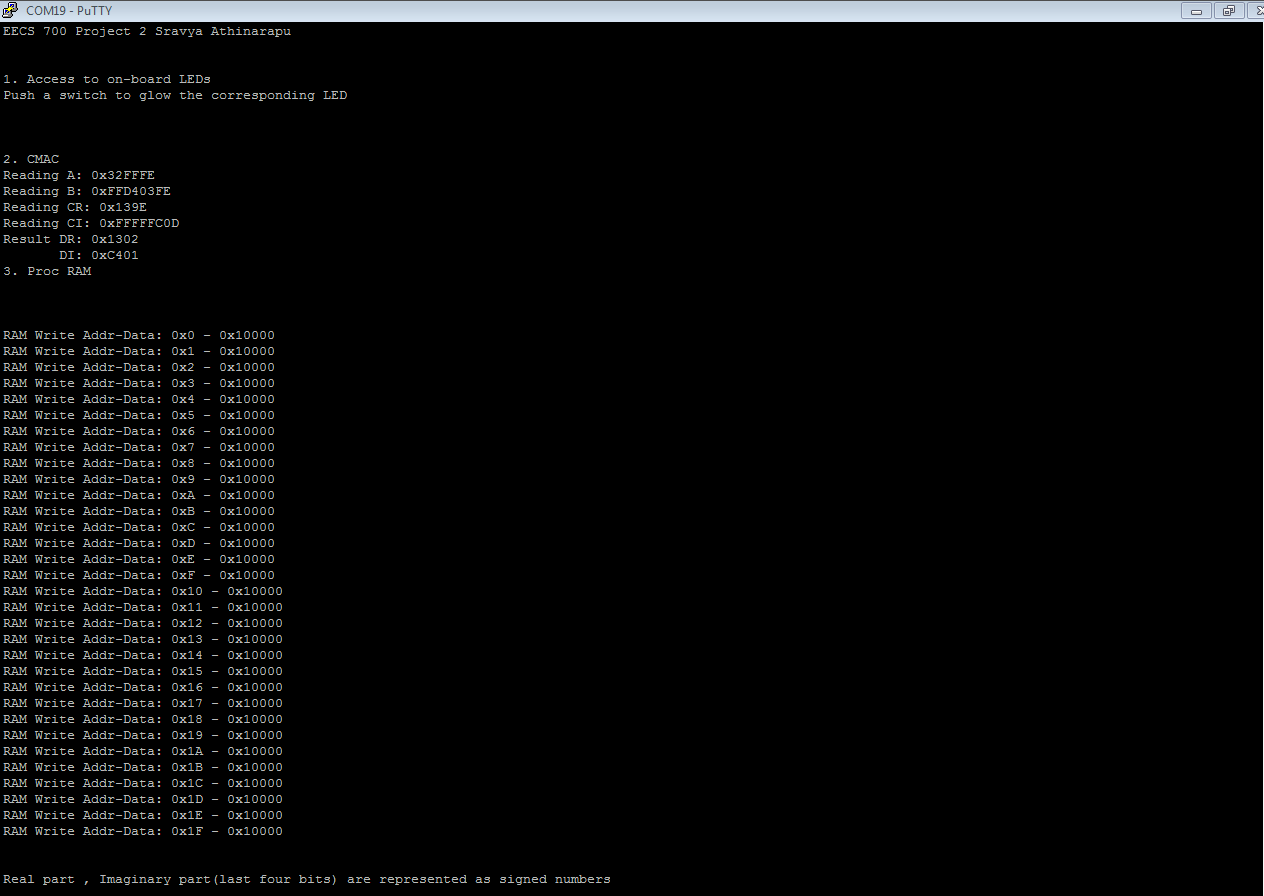 COM19 - PuTTY
EECS 700 Project 2 Sravya Athinarapu
1. Access to on-board LEDs
Push a switch to glow the corresponding LED
2. CMAC
Reading A: 0x32FFFE
Reading B: 0xFFD403FE
Reading CR: 0x139E
Reading CI: 0xFFFFFC0D
Result DR: 0x1302
DI: 0xC401
3. Proc RAM
RAM Write Addr-Data: 0x0 - 0x10000
RAM Write Addr-Data: 0x1 - 0x10000
RAM Write Addr-Data: 0x2 - 0x10000
RAM Write Addr-Data: 0x3 - 0x10000
RAM Write Addr-Data: 0x4 - 0x10000
RAM Write Addr-Data: 0x5 - 0x10000
RAM Write Addr-Data: 0x6 - 0x10000
RAM Write Addr-Data: 0x7 - 0x10000
RAM Write Addr-Data: 0x8 - 0x10000
RAM Write Addr-Data: 0x9 - 0x10000
RAM Write Addr-Data: 0xA - 0x10000
RAM Write Addr-Data: 0xB - 0x10000
RAM Write Addr-Data: 0xC - 0x10000
RAM Write Addr-Data: 0xD - 0x10000
RAM Write Addr-Data: 0xE - 0x10000
RAM Write Addr-Data: 0xF - 0x10000
RAM Write Addr-Data: 0x10 - 0x10000
RAM Write Addr-Data: 0x11 - 0x10000
RAM Write Addr-Data: 0x12 - 0x10000
RAM Write Addr-Data: 0x13 - 0x10000
RAM Write Addr-Data: 0x14 - 0x10000
RAM Write Addr-Data: 0x15 - 0x10000
RAM Write Addr-Data: 0x16 - 0x10000
RAM Write Addr-Data: 0x17 - 0x10000
RAM Write Addr-Data: 0x18 - 0x10000
RAM Write Addr-Data: 0x19 - 0x10000
RAM Write Addr-Data: 0x1A - 0x10000
RAM Write Addr-Data: 0x1B - 0x10000
RAM Write Addr-Data: 0x1C - 0x10000
RAM Write Addr-Data: 0x1D - 0x10000
RAM Write Addr-Data: 0x1E - 0x10000
RAM Write Addr-Data: 0x1F - 0x10000
Real part , Imaginary part(last four bits) are represented as signed numbers